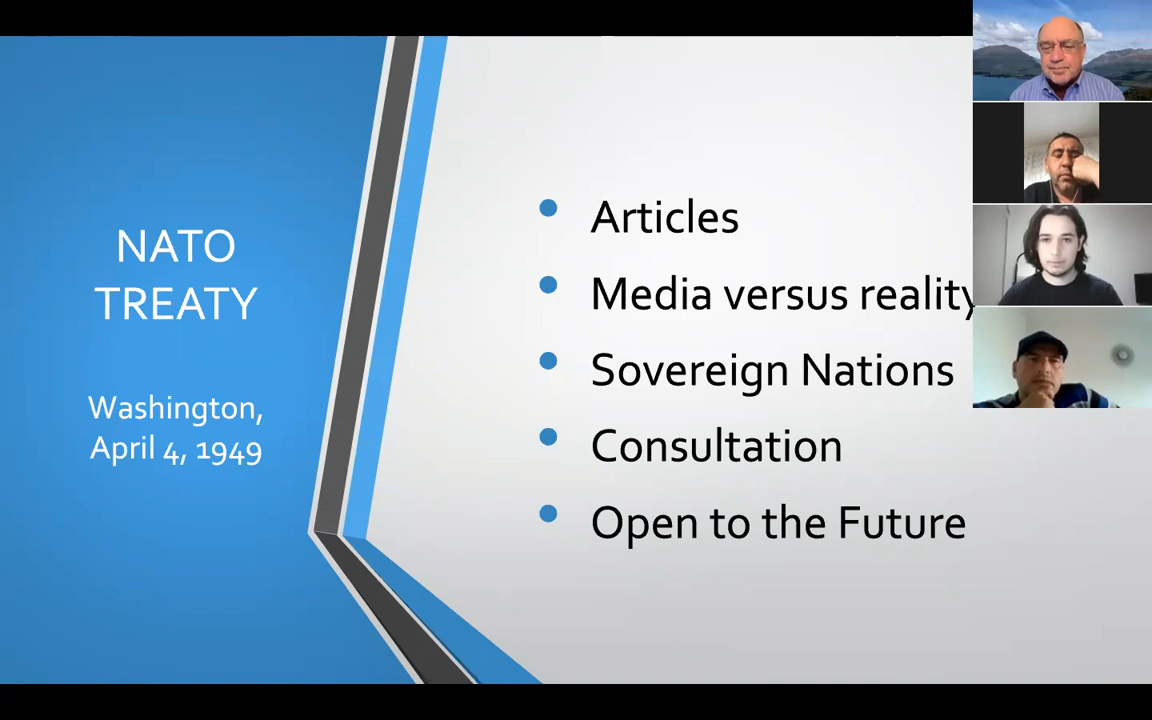 NATO
TREATY
Washington,
April 4, 1949
Articles
Media versus reality
Sovereign Nations
Consultation
Open to the Future